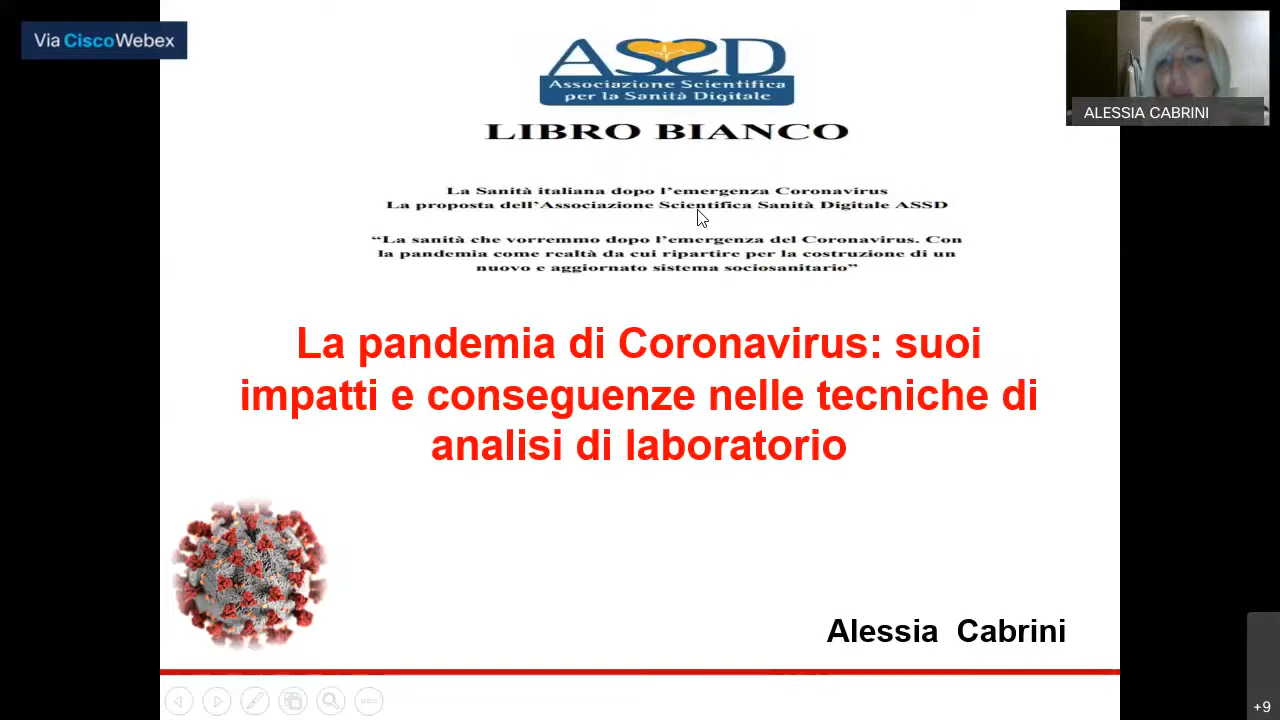 Via CiscoWebex
ASSD
Associazione Scientifica
per la Sanità Digitale
ALESSIA CABRINI
LIBRO BIANCO
La Sanità italiana dopo l'emergenza Coronavirus
La proposta dell'Associazione Scientifica Sanità Digitale ASSD
“La sanità che vorremmo dopo l'emergenza del Coronavirus. Con
la pandemia come realtà da cui ripartire per la costruzione di un
nuovo e aggiornato sistema sociosanitario”
La pandemia di Coronavirus: suoi
impatti e conseguenze nelle tecniche di
analisi di laboratorio
Alessia Cabrini
+9